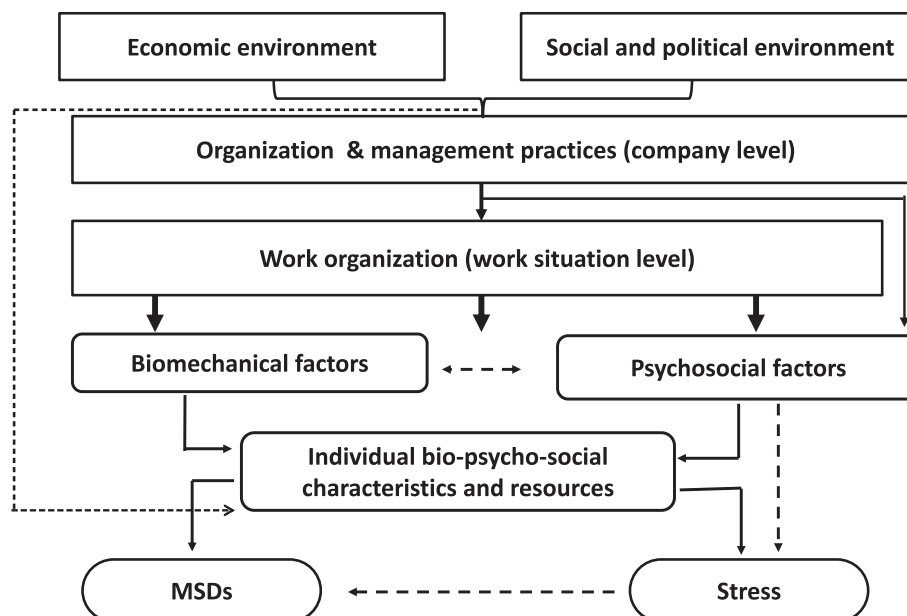 Economic environment
Social and political environment
Organization & management practices (company level)
Work organization (work situation level)
Biomechanical factors
Psychosocial factors
Individual bio-psycho-social
characteristics and resources
MSDs
Stress